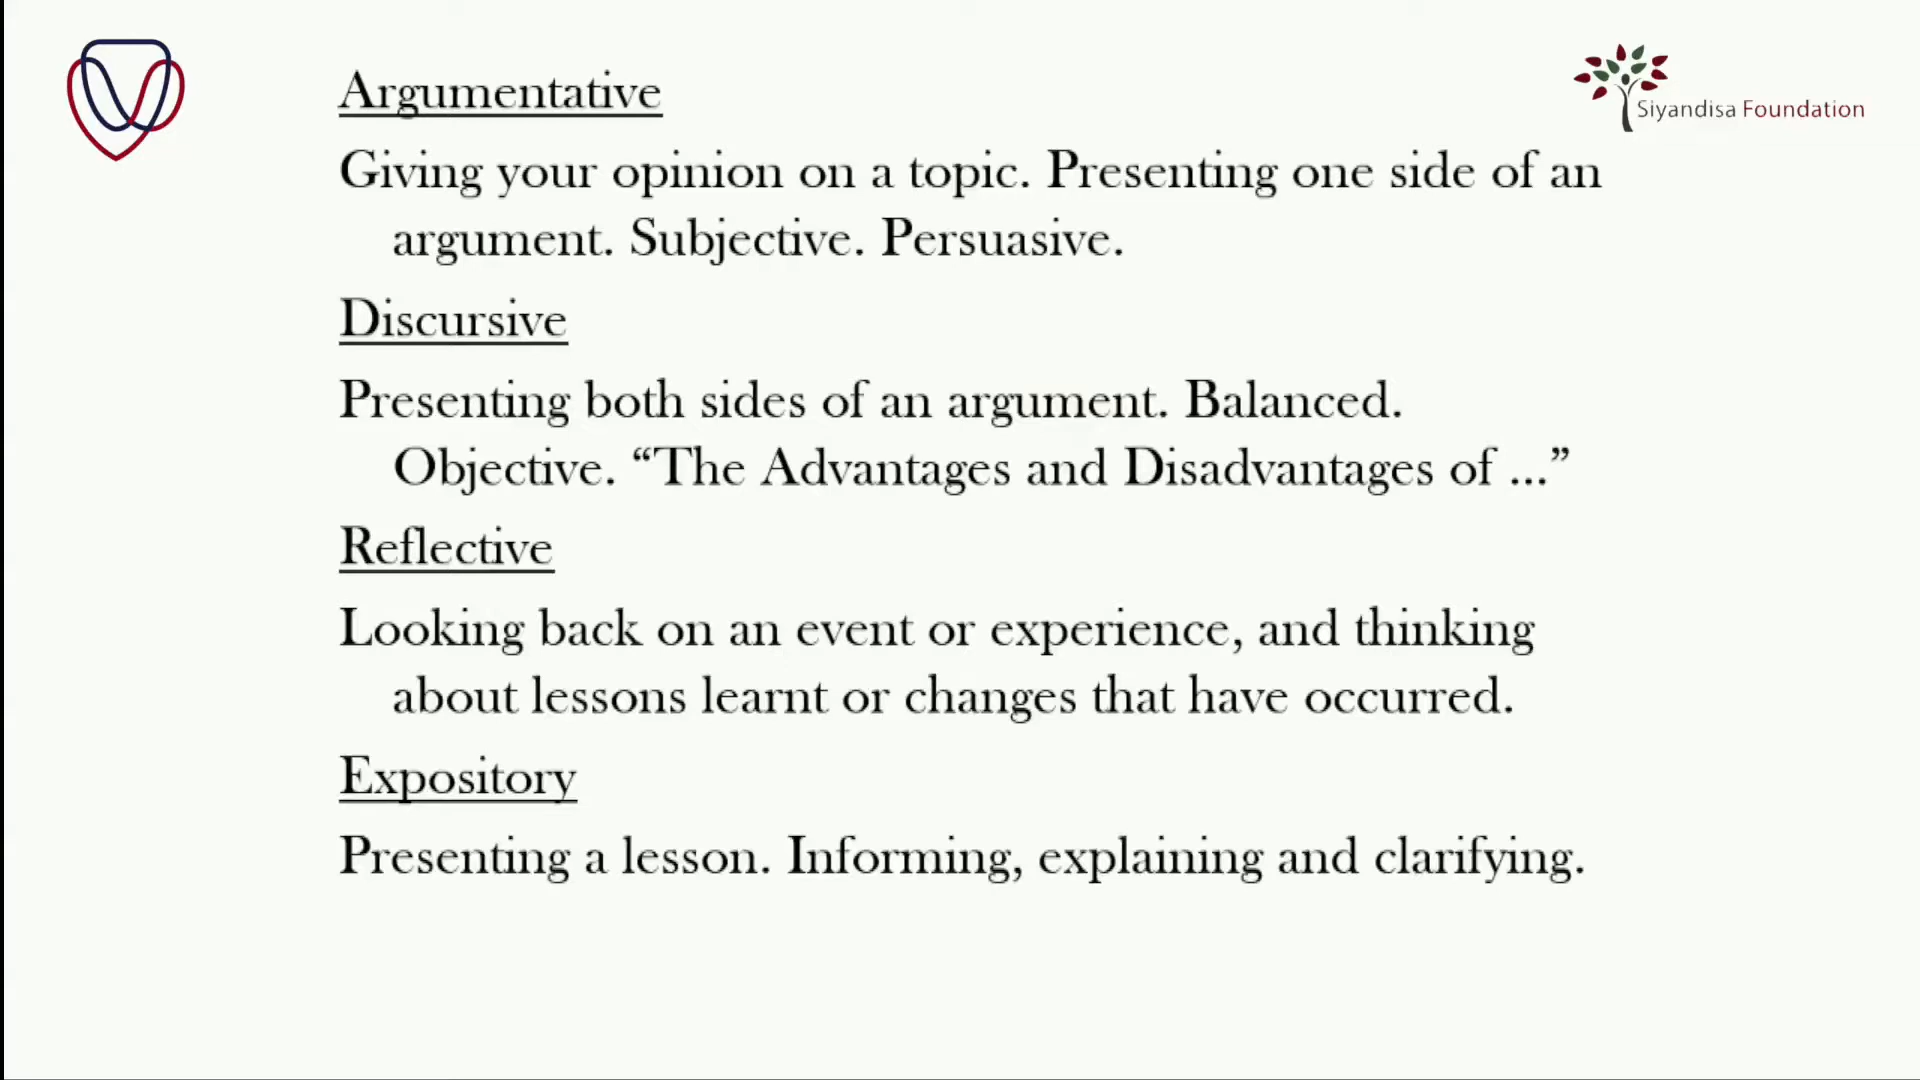 Siyandisa Foundation
Argumentative
Giving your opinion on a topic. Presenting one side of an
argument. Subjective. Persuasive.
Discursive
Presenting both sides of an argument. Balanced.
Objective. “The Advantages and Disadvantages of ...”
Reflective
Looking back on an event or experience, and thinking
about lessons learnt or changes that have occurred.
Expository
Presenting a lesson. Informing, explaining and clarifying.